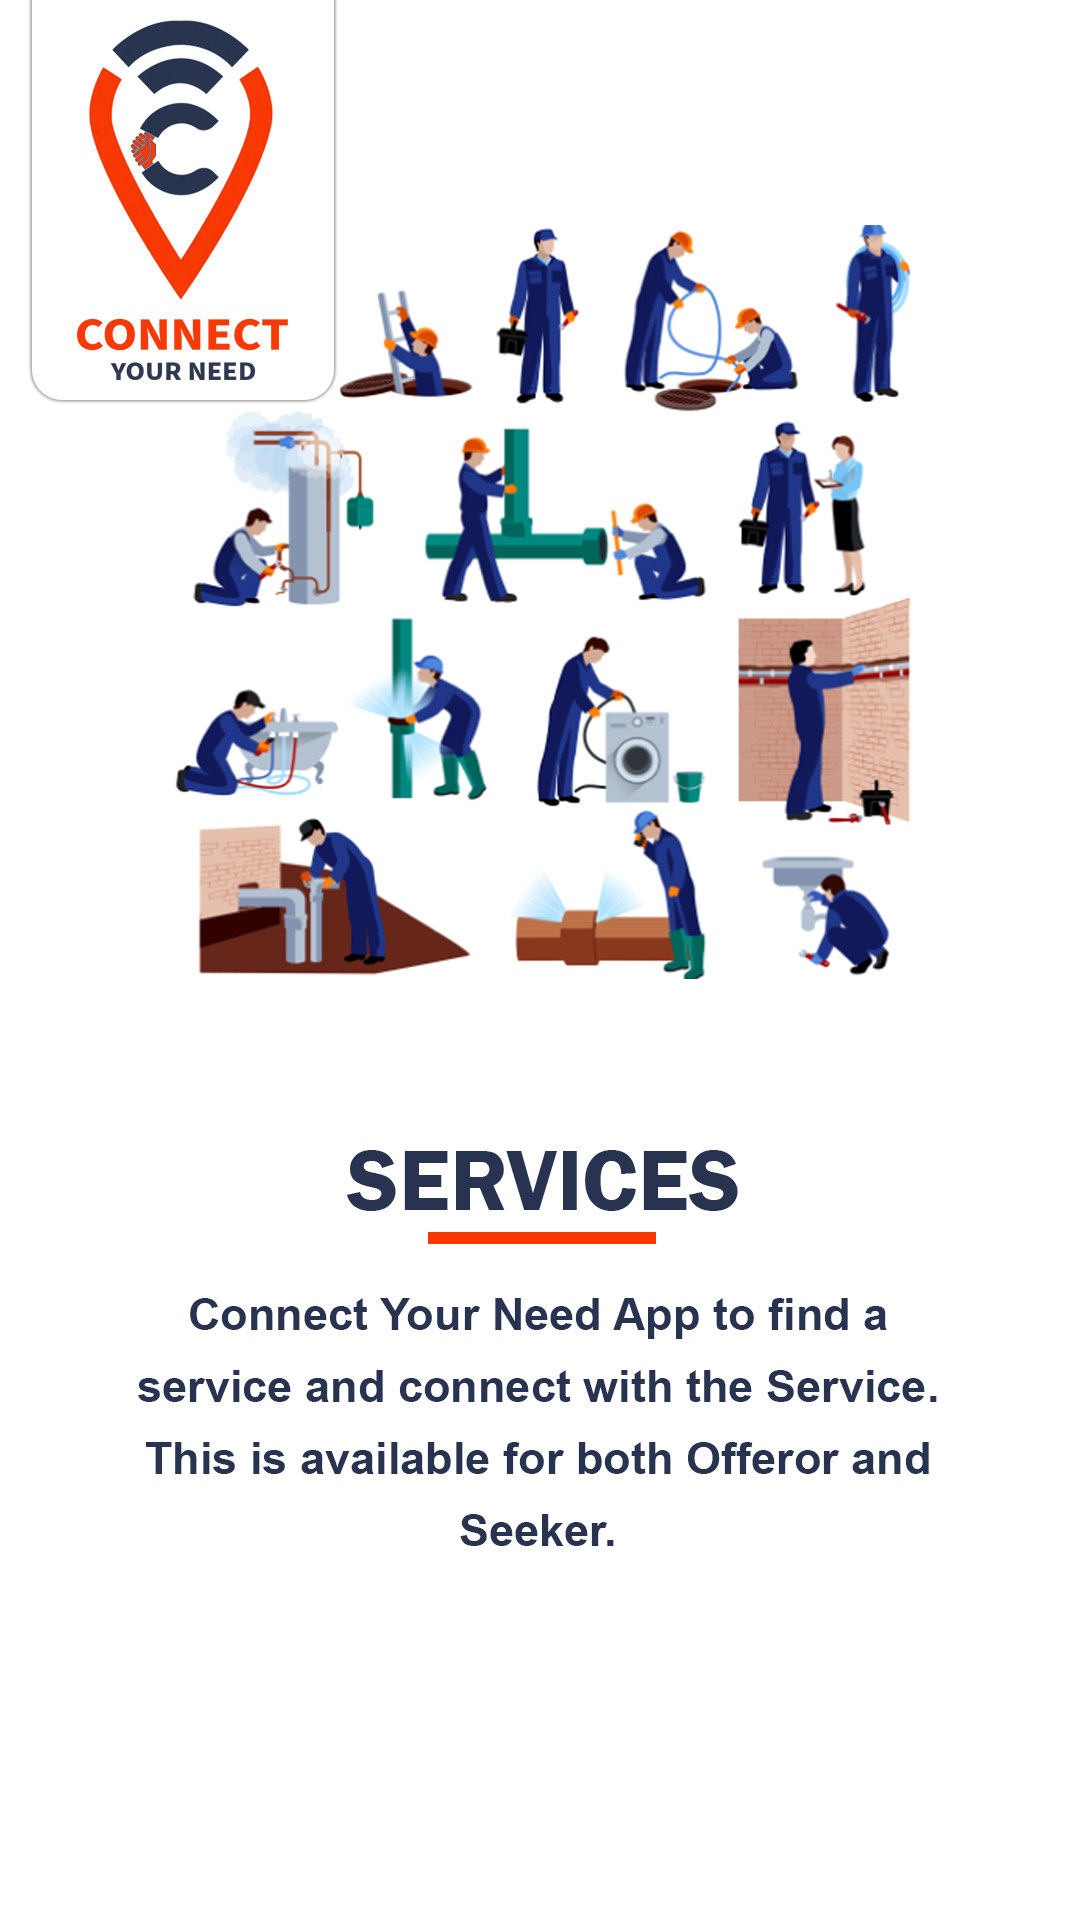 CONNECT
YOUR NEED
SERVICES
Connect Your Need App to find a
service and connect with the Service.
This is available for both Offeror and
Seeker.